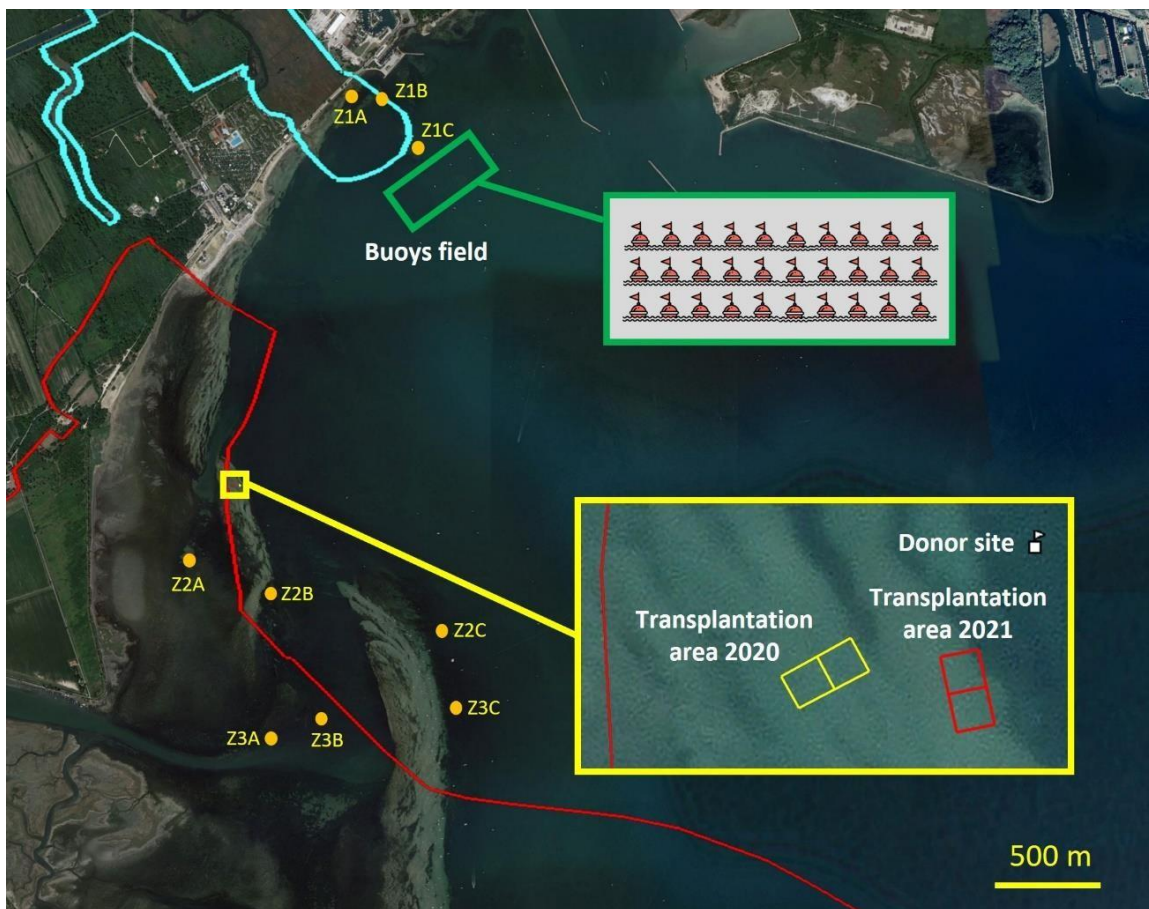 Z1A
Z1B
Z1C
Buoys field
Z2A
Z2B
Z2C
Z3A
Z3B
Z3C
Donor site
Transplantation
area 2020
Transplantation
area 2021
500 m